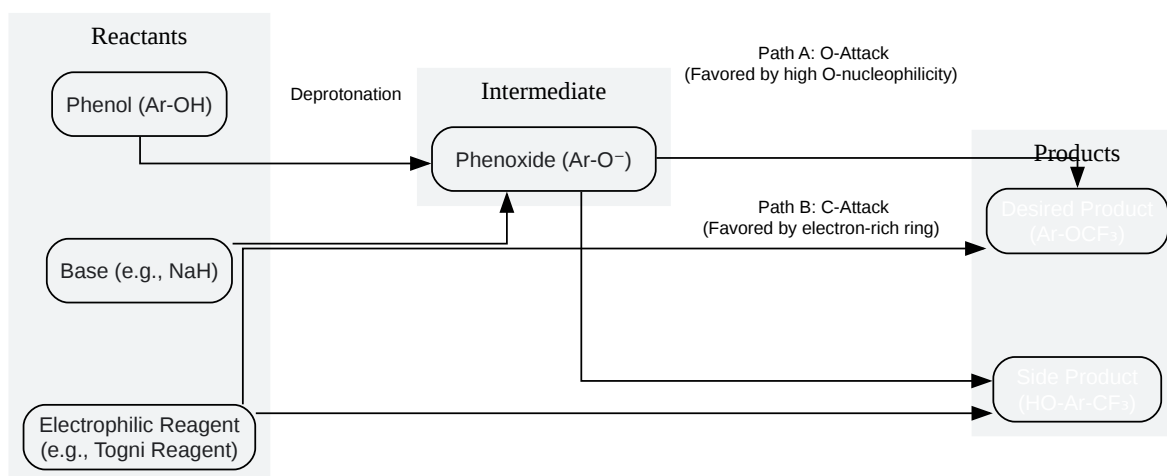 Reactants
Phenol (Ar-OH)
Base (e.g., NaH)
Electrophilic Reagent
(e.g., Togni Reagent)
Deprotonation
Intermediate
Phenoxide (Ar-O⁻)
Path A: O-Attack
(Favored by high O-nucleophilicity)
Path B: C-Attack
(Favored by electron-rich ring)
Products
Desired Product
(Ar-OCF₃)
Side Product
(HO-Ar-CF₃)